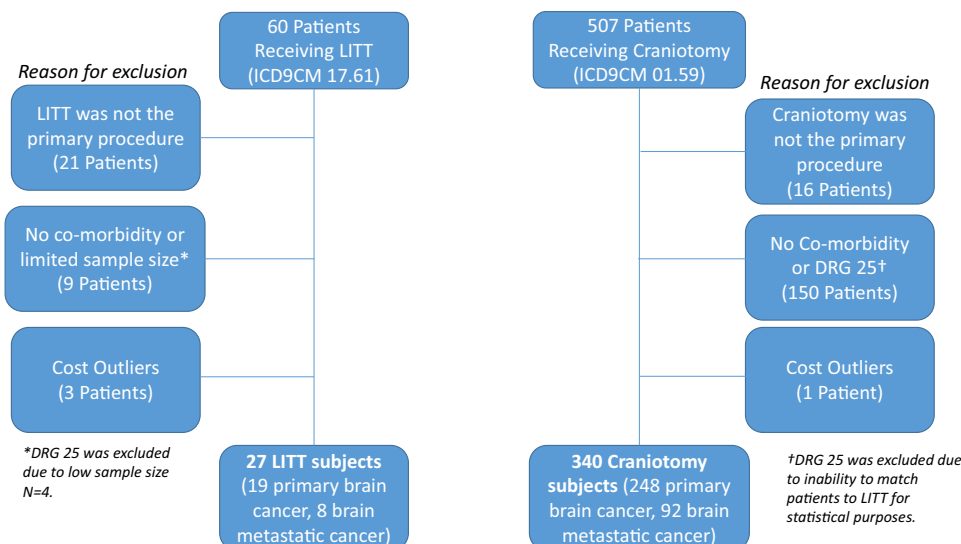 60 Patients
Receiving LITT
(ICD9CM 17.61)
Reason for exclusion
LITT was not the
primary procedure
(21 Patients)
No co-morbidity or
limited sample size*
(9 Patients)
Cost Outliers
(3 Patients)
*DRG 25 was excluded
due to low sample size
N=4.
27 LITT subjects
(19 primary brain
cancer, 8 brain
metastatic cancer)
507 Patients
Receiving Craniotomy
(ICD9CM 01.59)
Reason for exclusion
Craniotomy was
not the primary
procedure
(16 Patients)
No Co-morbidity
or DRG 25†
(150 Patients)
Cost Outliers
(1 Patient)
340 Craniotomy
subjects (248 primary
brain cancer, 92 brain
metastatic cancer)
†DRG 25 was excluded due
to inability to match
patients to LITT for
statistical purposes.